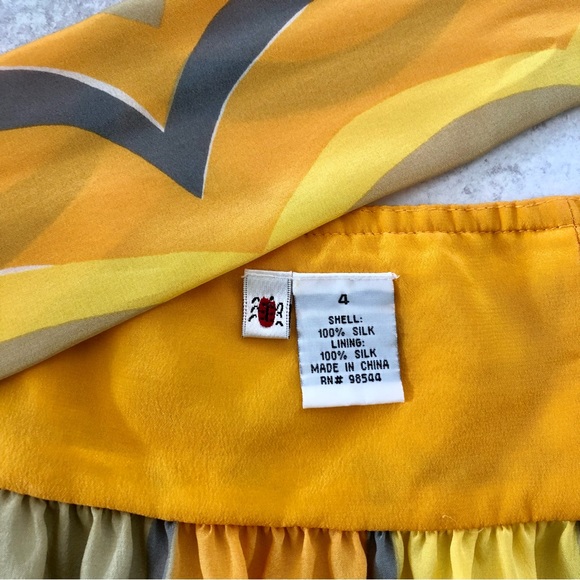 4
SHELL:
100% SILK
LINING:
100% SILK
MADE IN CHINA
RN# 98544